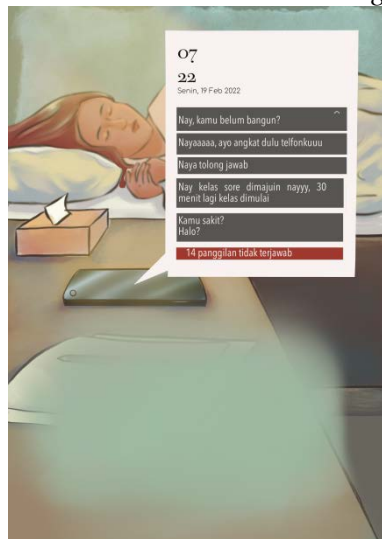 07
22
Senin, 19 Feb 2022
Nay, kamu belum bangun?
Nayaaaaa, ayo angkat dulu telfonkuuu
Naya tolong jawab
Nay kelas sore dimajuin nayyy, 30
menit lagi kelas dimulai
Kamu sakit?
Halo?
14 panggilan tidak terjawab